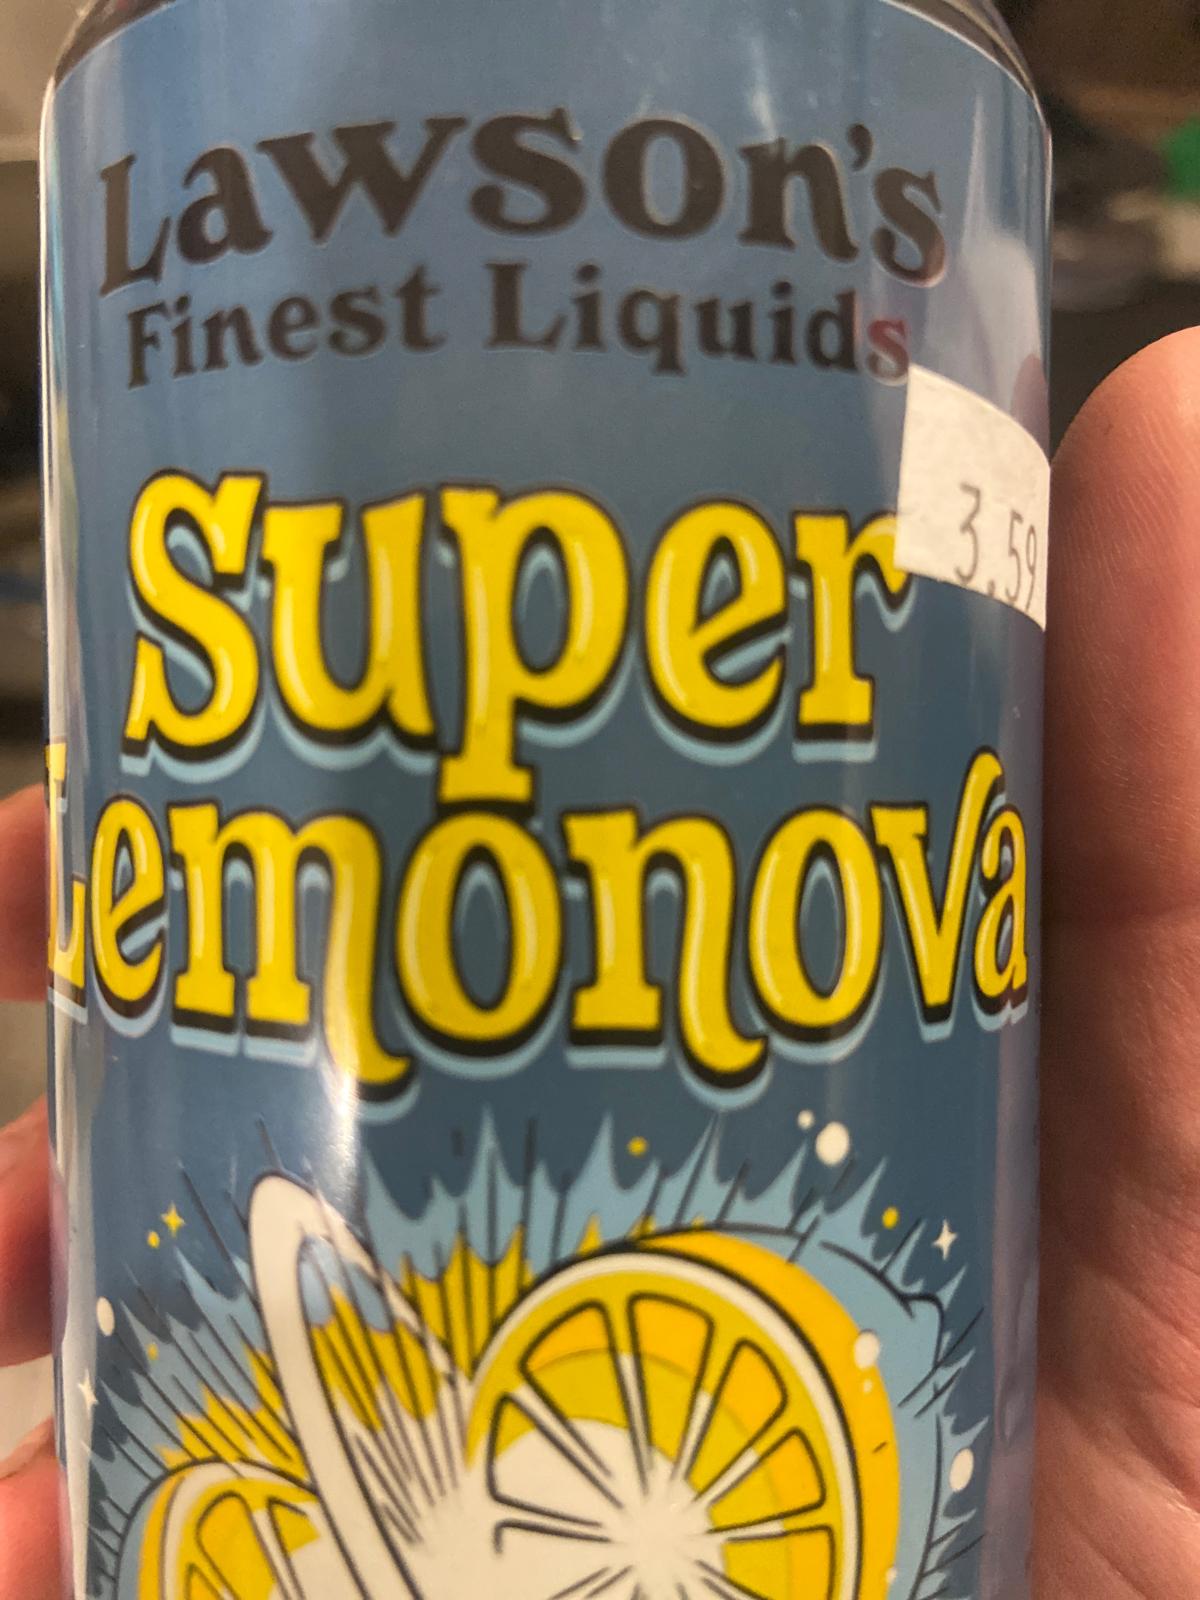 Lawson's
Finest Liquids
3.59
Super
Lemonova